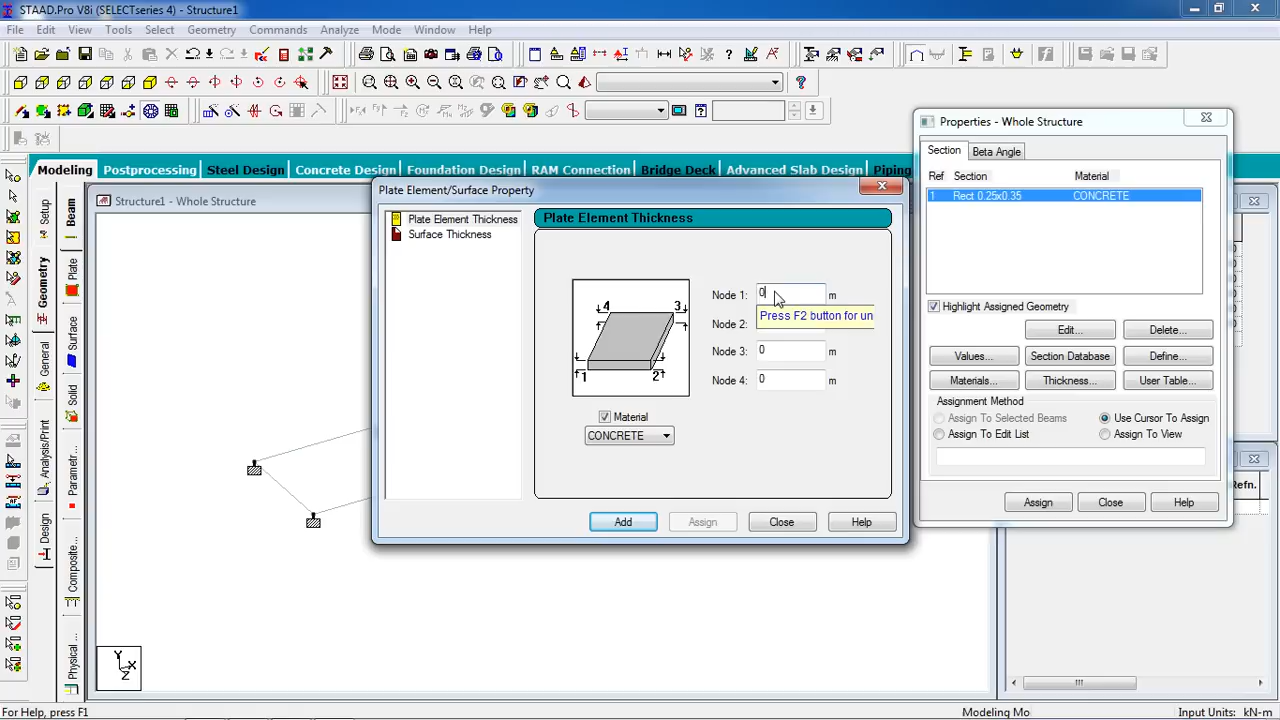 STAAD.Pro V8i (SELECTseries 4) - Structure1
File Edit View Tools Select Geometry Commands Analyze Mode Window Help
Modeling Postprocessing Steel Design Concrete Design Foundation Design RAM Connection Bridge Deck Advanced Slab Design Piping
Structure1 - Whole Structure
Setup
Geometry
General
Analysis/Print
Design
Beam
Plate
Surface
Solid
Parametr...
Composite...
Physical ...
Plate Element/Surface Property
Plate Element Thickness
Surface Thickness
Plate Element Thickness
4 3
1 2
Node 1: 0 m
Press F2 button for un
Node 2:
Node 3: 0 m
Node 4: 0 m
Material
CONCRETE
Add Assign Close Help
Properties - Whole Structure
Section Beta Angle
Ref Section Material
1 Rect 0.25x0.35 CONCRETE
Highlight Assigned Geometry
Edit... Delete...
Values... Section Database Define...
Materials... Thickness... User Table...
Assignment Method
Assign To Selected Beams Use Cursor To Assign
Assign To Edit List Assign To View
Assign Close Help
Refn.
Y
X
Z
For Help, press F1 Modeling Mo Input Units: kN-m